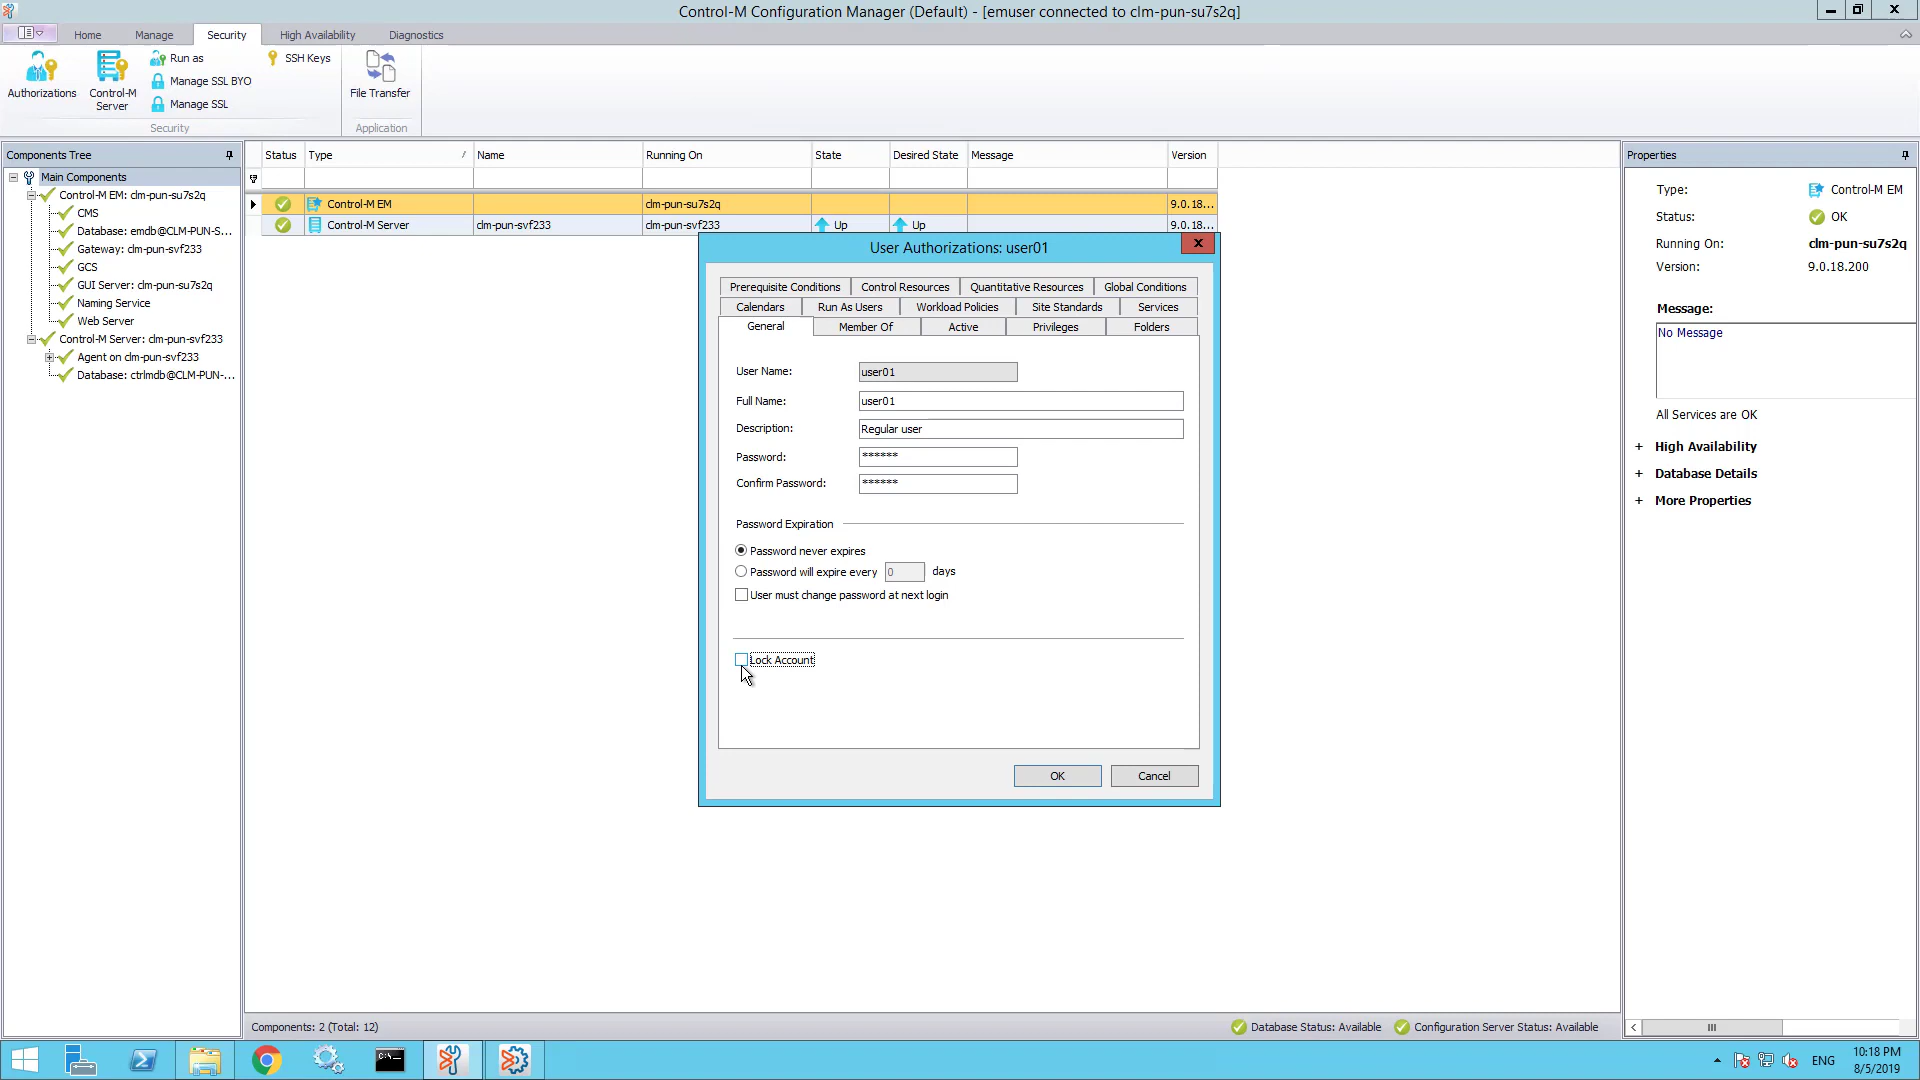 Control-M Configuration Manager (Default) - [emuser connected to clm-pun-su7s2q]
Home Manage Security High Availability Diagnostics
Authorizations
Control-M Server
Run as
Manage SSL BYO
Manage SSL
SSH Keys
File Transfer
Security
Application
Components Tree
Main Components
Control-M EM: clm-pun-su7s2q
CMS
Database: emdb@CLM-PUN-S...
Gateway: clm-pun-svf233
GCS
GUI Server: clm-pun-su7s2q
Naming Service
Web Server
Control-M Server: clm-pun-svf233
Agent on clm-pun-svf233
Database: ctrlmdb@CLM-PUN-...
Status Type / Name Running On State Desired State Message Version
Control-M EM clm-pun-su7s2q 9.0.18...
Control-M Server clm-pun-svf233 clm-pun-svf233 Up Up 9.0.18...
User Authorizations: user01
Prerequisite Conditions Control Resources Quantitative Resources Global Conditions
Calendars Run As Users Workload Policies Site Standards Services
General Member Of Active Privileges Folders
User Name: user01
Full Name: user01
Description: Regular user
Password: ******
Confirm Password: ******
Password Expiration
Password never expires
Password will expire every 0 days
User must change password at next login
Lock Account
OK Cancel
Properties
Type: Control-M EM
Status: OK
Running On: clm-pun-su7s2q
Version: 9.0.18.200
Message:
No Message
All Services are OK
+ High Availability
+ Database Details
+ More Properties
Components: 2 (Total: 12)
Database Status: Available
Configuration Server Status: Available
C:\_
ENG
10:18 PM
8/5/2019